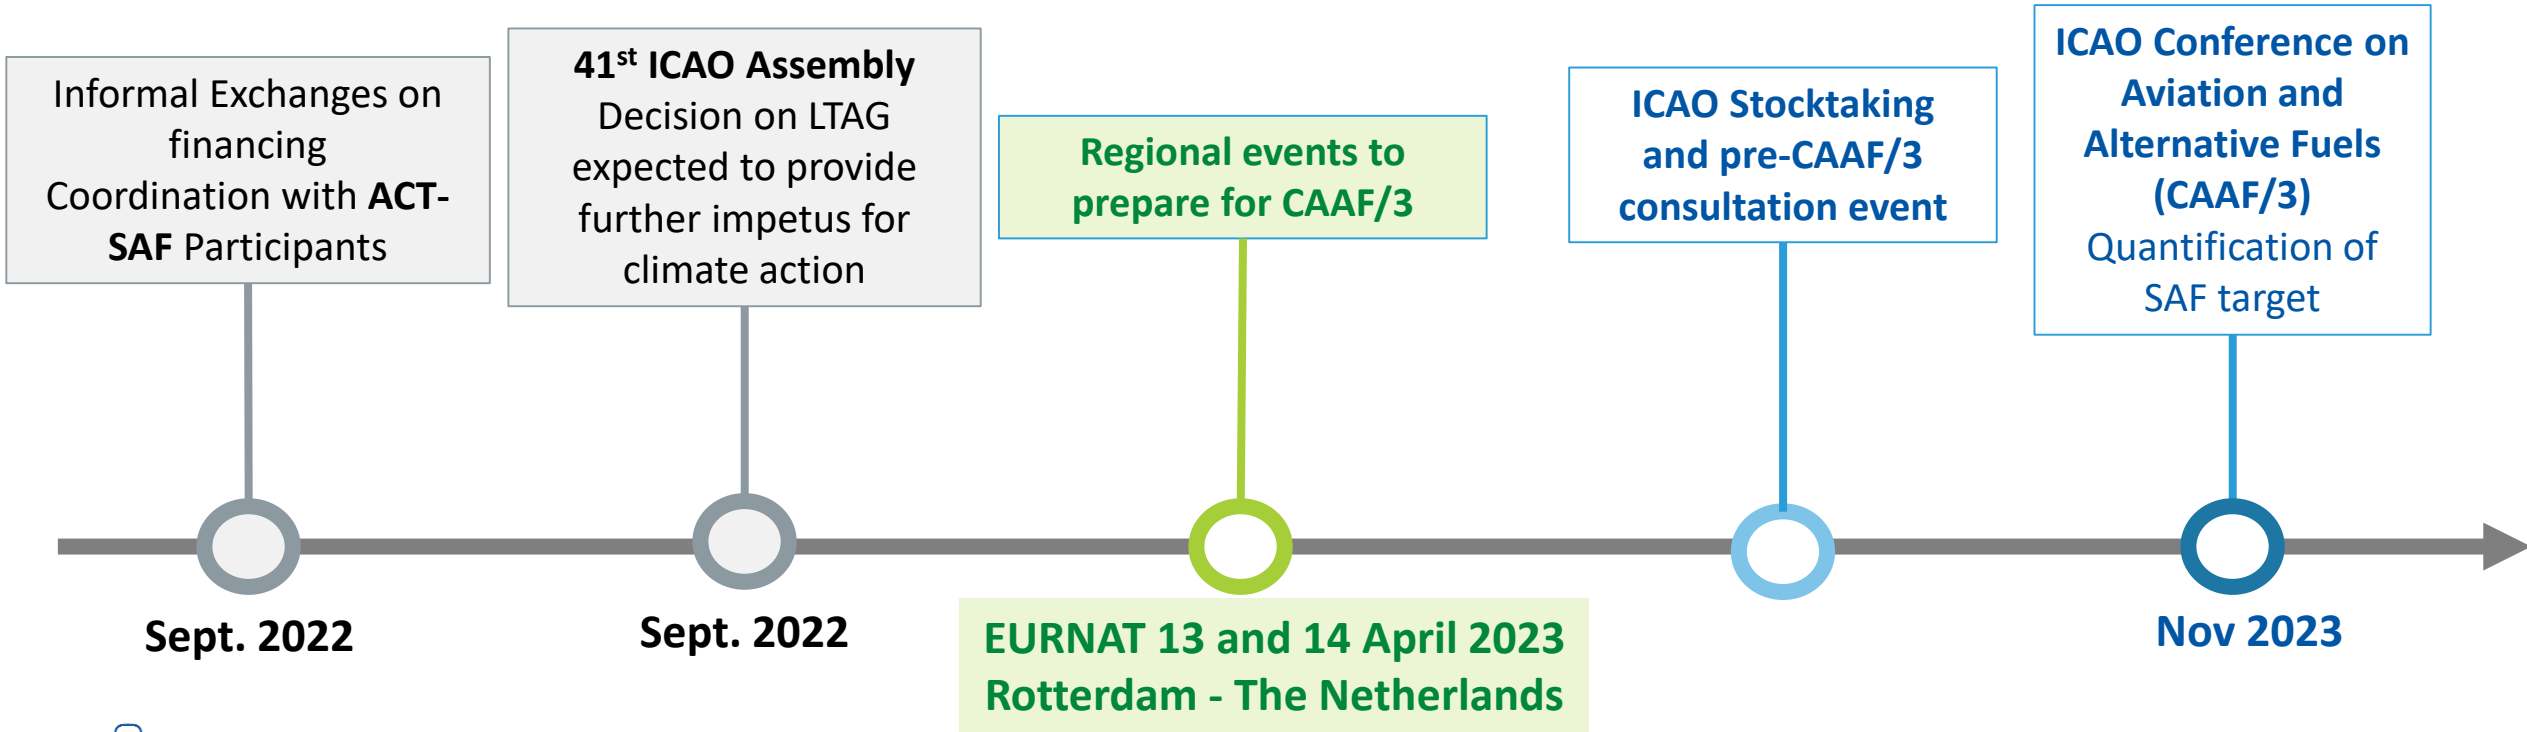 Informal Exchanges on
financing
Coordination with ACT-
SAF Participants
41st ICAO Assembly
Decision on LTAG
expected to provide
further impetus for
climate action
Regional events to
prepare for CAAF/3
ICAO Stocktaking
and pre-CAAF/3
consultation event
ICAO Conference on
Aviation and
Alternative Fuels
(CAAF/3)
Quantification of
SAF target
Sept. 2022
Sept. 2022
EURNAT 13 and 14 April 2023
Rotterdam - The Netherlands
Nov 2023